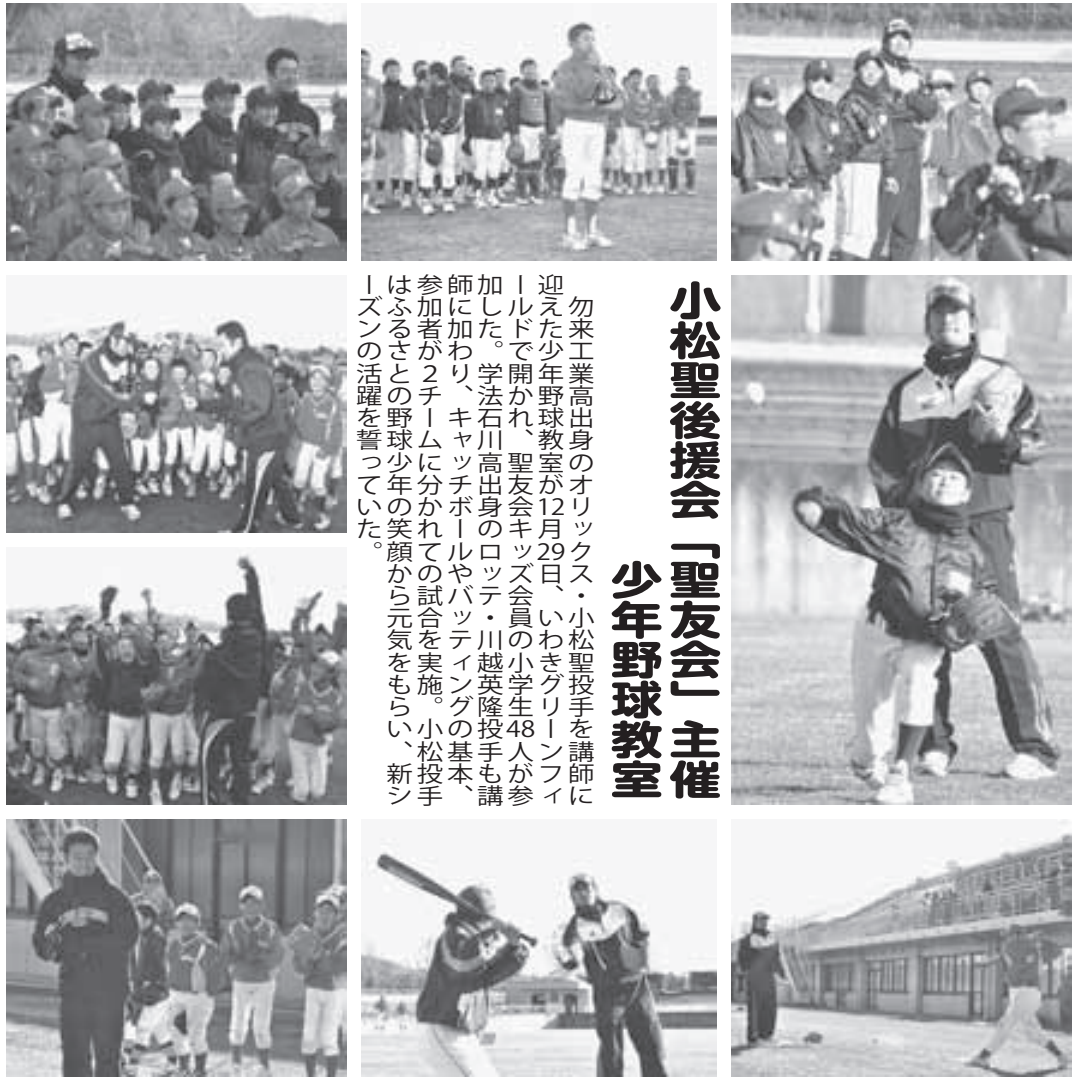 小松聖後援会「聖友会」主催
少年野球教室
勿来工業高出身のオリックス・小松聖投手を講師に
迎えた少年野球教室が12月29日、いわきグリーンフィ
ールドで開かれ、聖友会キッズ会員の小学生48人が参
加した。学法石川高出身のロッテ・川越英隆投手も講
師に加わり、キャッチボールやバッティングの基本、
参加者が2チームに分かれての試合を実施。小松投手
はふるさとの野球少年の笑顔から元気をもらい、新シ
ーズンの活躍を誓っていた。